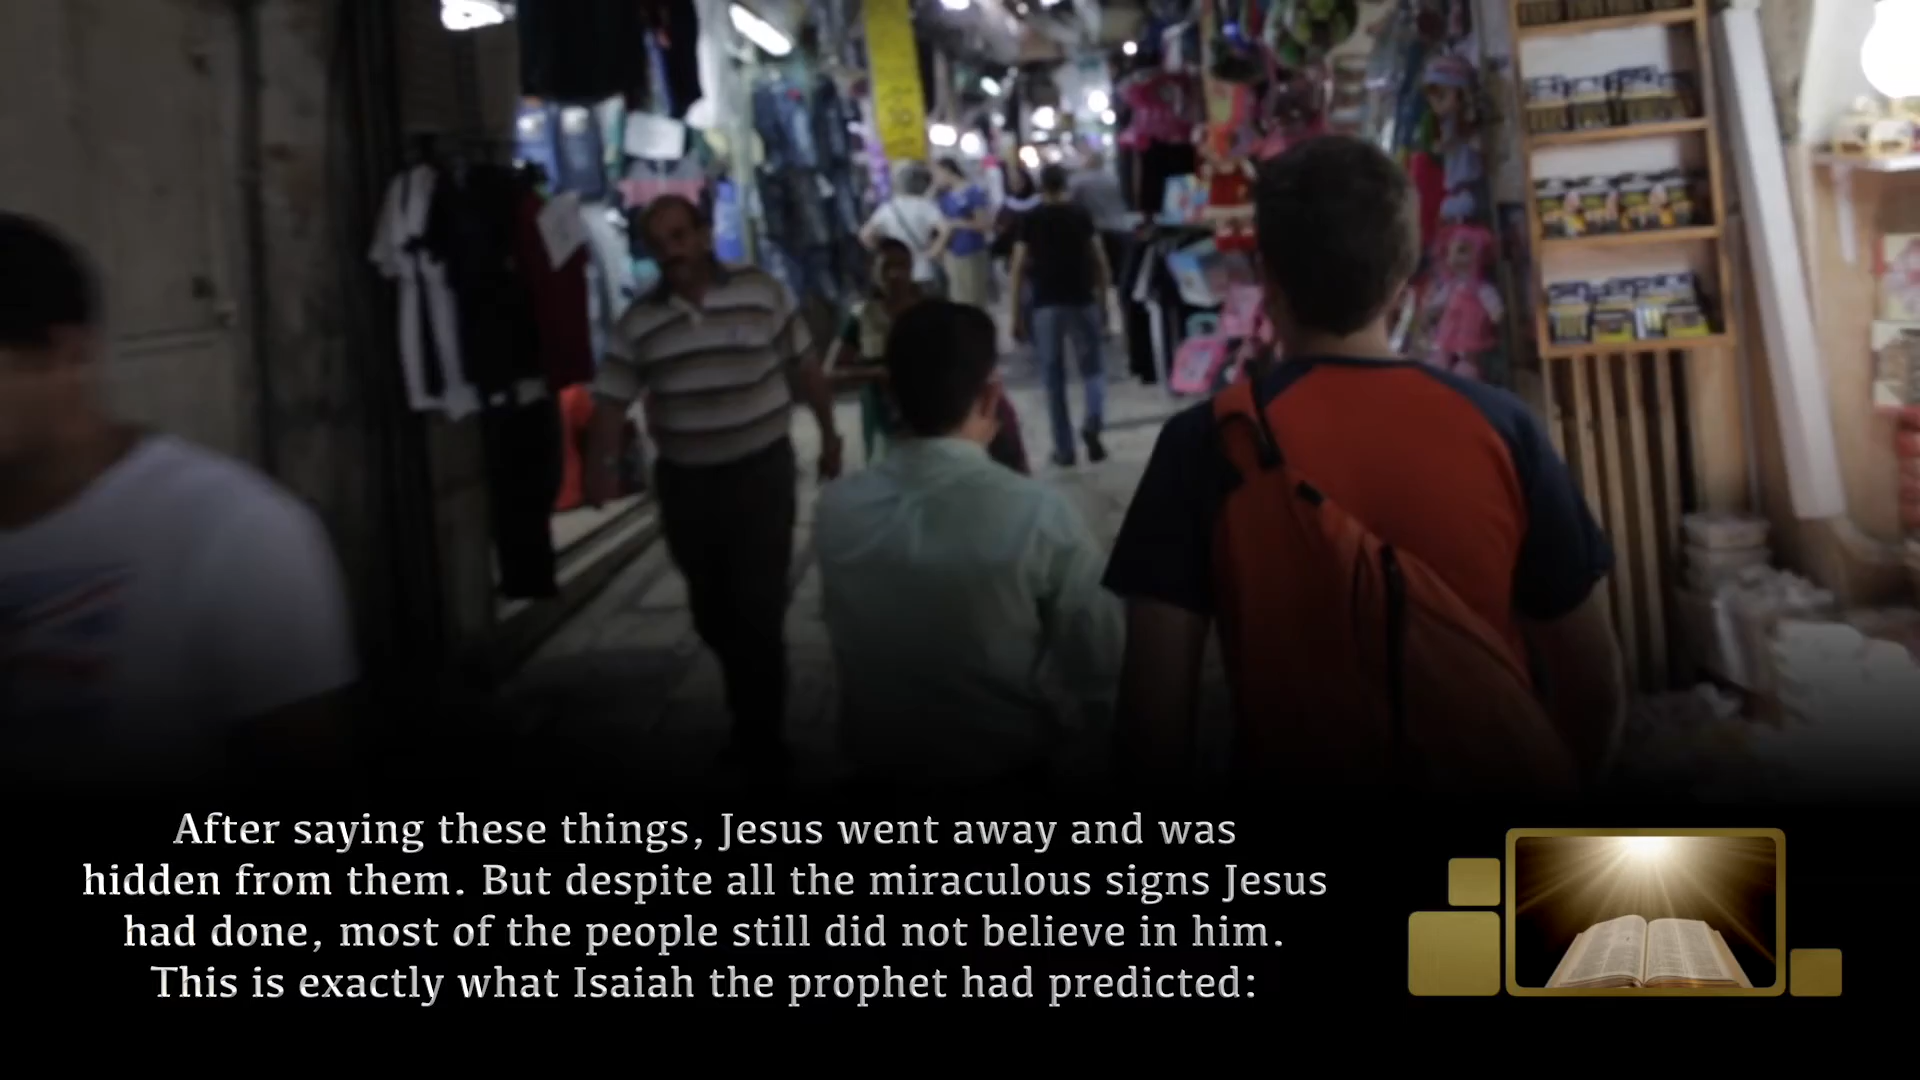 After saying these things, Jesus went away and was
hidden from them. But despite all the miraculous signs Jesus
had done, most of the people still did not believe in him.
This is exactly what Isaiah the prophet had predicted: